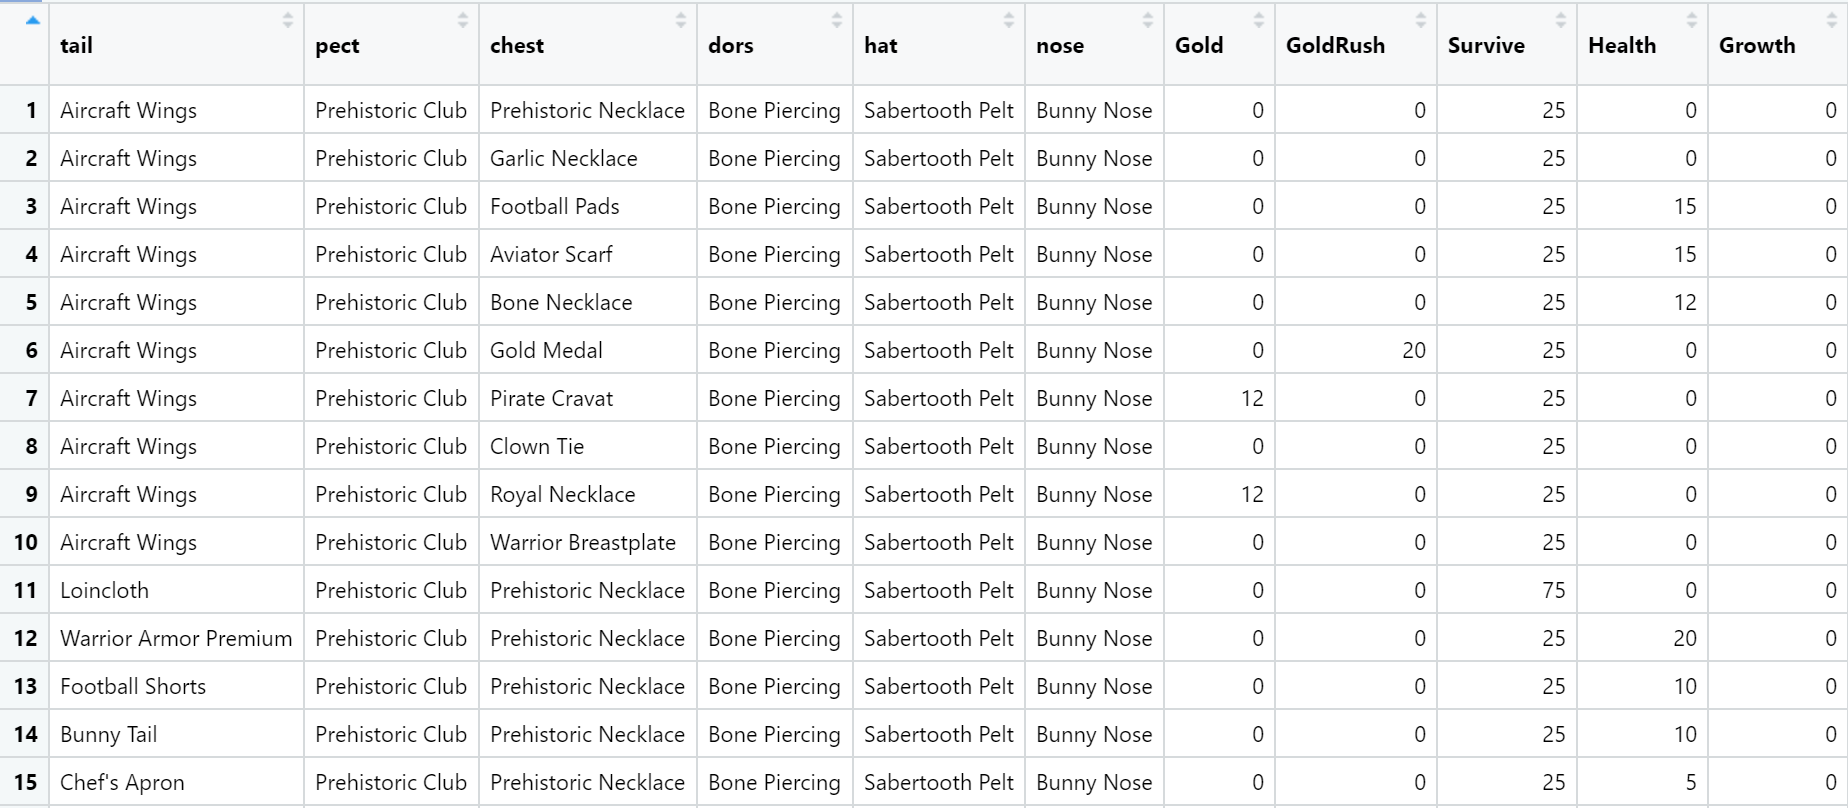 tail pect chest dors hat nose Gold GoldRush Survive Health Growth
1 Aircraft Wings Prehistoric Club Prehistoric Necklace Bone Piercing Sabertooth Pelt Bunny Nose 0 0 25 0 0
2 Aircraft Wings Prehistoric Club Garlic Necklace Bone Piercing Sabertooth Pelt Bunny Nose 0 0 25 0 0
3 Aircraft Wings Prehistoric Club Football Pads Bone Piercing Sabertooth Pelt Bunny Nose 0 0 25 15 0
4 Aircraft Wings Prehistoric Club Aviator Scarf Bone Piercing Sabertooth Pelt Bunny Nose 0 0 25 15 0
5 Aircraft Wings Prehistoric Club Bone Necklace Bone Piercing Sabertooth Pelt Bunny Nose 0 0 25 12 0
6 Aircraft Wings Prehistoric Club Gold Medal Bone Piercing Sabertooth Pelt Bunny Nose 0 20 25 0 0
7 Aircraft Wings Prehistoric Club Pirate Cravat Bone Piercing Sabertooth Pelt Bunny Nose 12 0 25 0 0
8 Aircraft Wings Prehistoric Club Clown Tie Bone Piercing Sabertooth Pelt Bunny Nose 0 0 25 0 0
9 Aircraft Wings Prehistoric Club Royal Necklace Bone Piercing Sabertooth Pelt Bunny Nose 12 0 25 0 0
10 Aircraft Wings Prehistoric Club Warrior Breastplate Bone Piercing Sabertooth Pelt Bunny Nose 0 0 25 0 0
11 Loincloth Prehistoric Club Prehistoric Necklace Bone Piercing Sabertooth Pelt Bunny Nose 0 0 75 0 0
12 Warrior Armor Premium Prehistoric Club Prehistoric Necklace Bone Piercing Sabertooth Pelt Bunny Nose 0 0 25 20 0
13 Football Shorts Prehistoric Club Prehistoric Necklace Bone Piercing Sabertooth Pelt Bunny Nose 0 0 25 10 0
14 Bunny Tail Prehistoric Club Prehistoric Necklace Bone Piercing Sabertooth Pelt Bunny Nose 0 0 25 10 0
15 Chef's Apron Prehistoric Club Prehistoric Necklace Bone Piercing Sabertooth Pelt Bunny Nose 0 0 25 5 0